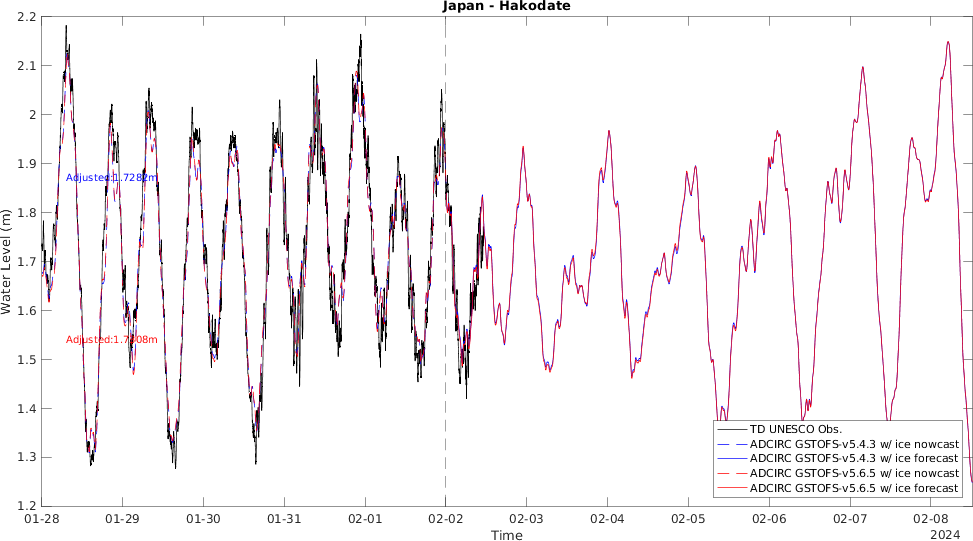 Japan - Hakodate
2.2
2.1
2
1.9
1.8
1.7
1.6
1.5
1.4
1.3
1.2
Water Level (m)
Adjusted:1.7282m
TD UNESCO Obs.
ADCIRC GSTOFS-v5.4.3 w/ ice nowcast
ADCIRC GSTOFS-v5.4.3 w/ ice forecast
ADCIRC GSTOFS-v5.6.5 w/ ice nowcast
ADCIRC GSTOFS-v5.6.5 w/ ice forecast
01-28 01-29 01-30 01-31 02-01 02-02 02-03 02-04 02-05 02-06 02-07 02-08
2024
Time